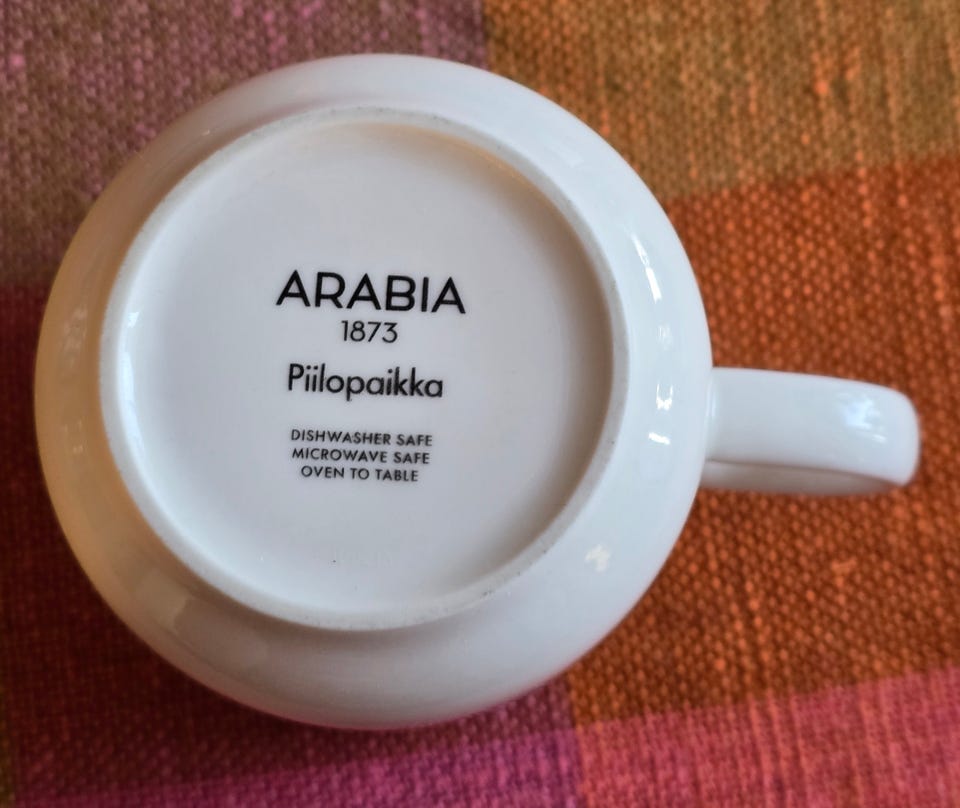 ARABIA
1873
Piilopaikka
DISHWASHER SAFE
MICROWAVE SAFE
OVEN TO TABLE